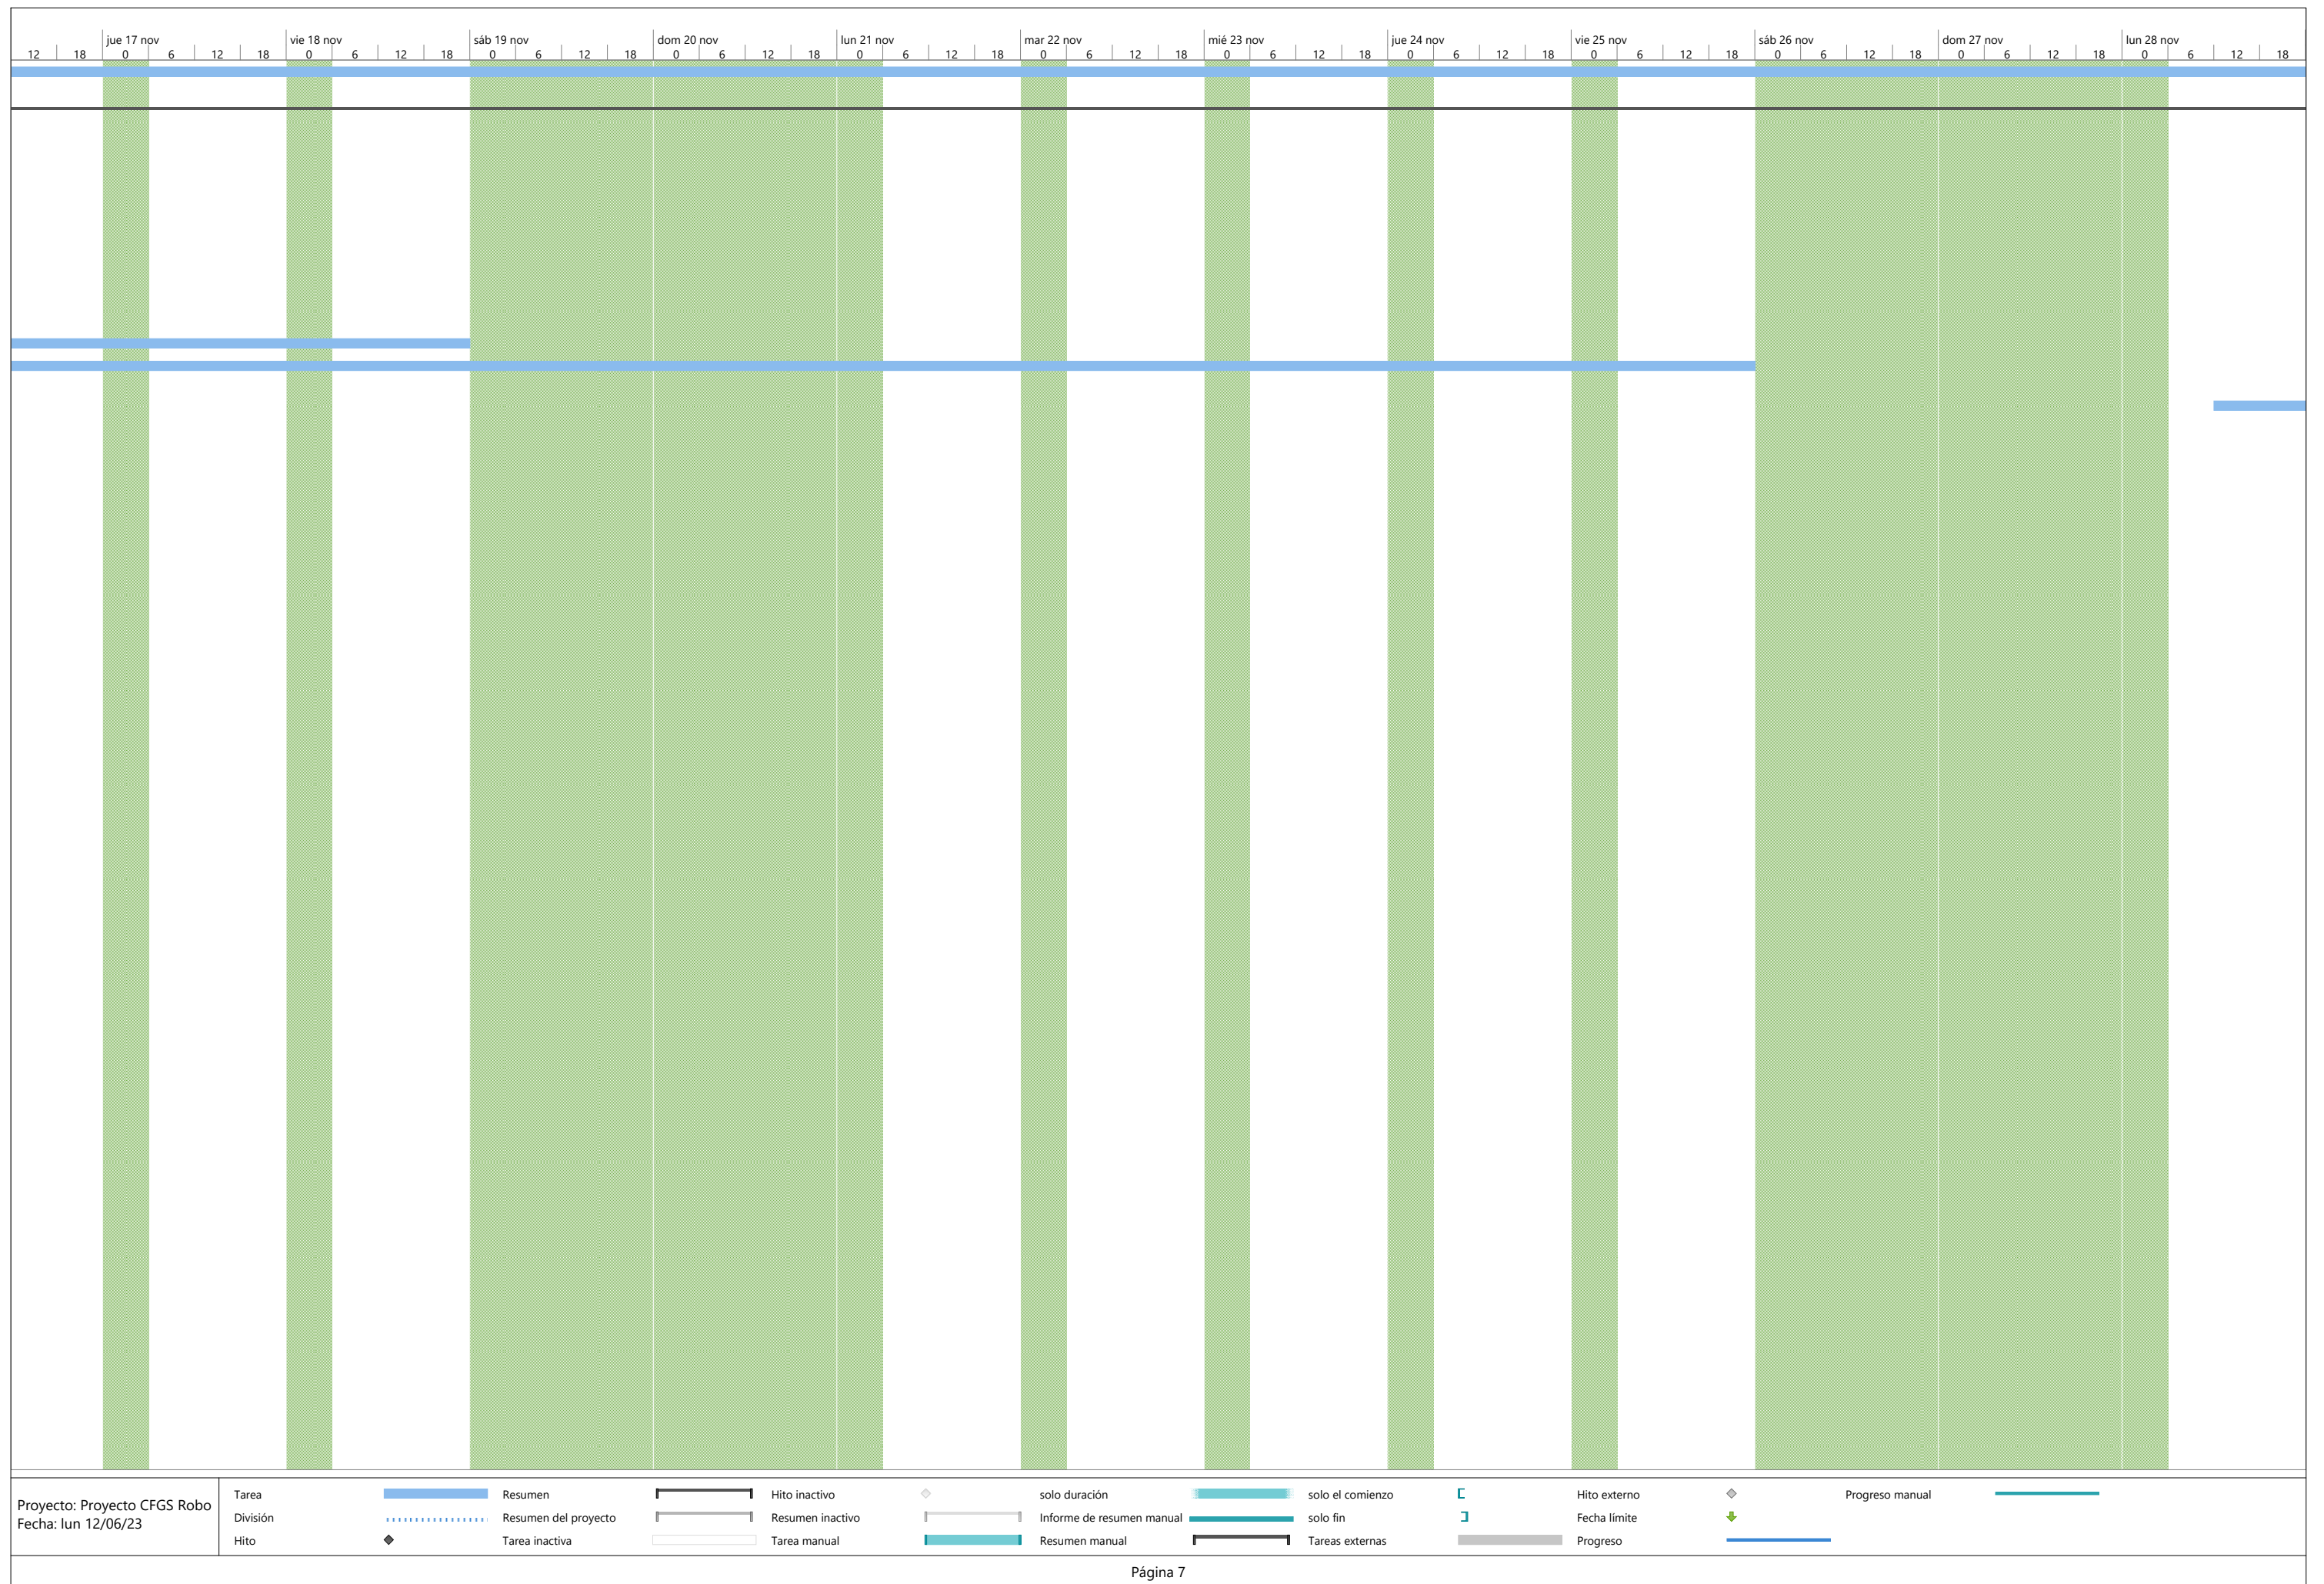 jue 17 nov vie 18 nov sáb 19 nov dom 20 nov lun 21 nov mar 22 nov mié 23 nov jue 24 nov vie 25 nov sáb 26 nov dom 27 nov lun 28 nov
12 18 0 6 12 18 0 6 12 18 0 6 12 18 0 6 12 18 0 6 12 18 0 6 12 18 0 6 12 18 0 6 12 18 0 6 12 18 0 6 12 18 0 6 12 18 0 6 12 18
Proyecto: Proyecto CFGS Robo
Fecha: lun 12/06/23
Tarea
División
Hito
Resumen
Resumen del proyecto
Tarea inactiva
Hito inactivo
Resumen inactivo
Tarea manual
solo duración
Informe de resumen manual
Resumen manual
solo el comienzo
solo fin
Tareas externas
Hito externo
Fecha límite
Progreso
Progreso manual
Página 7